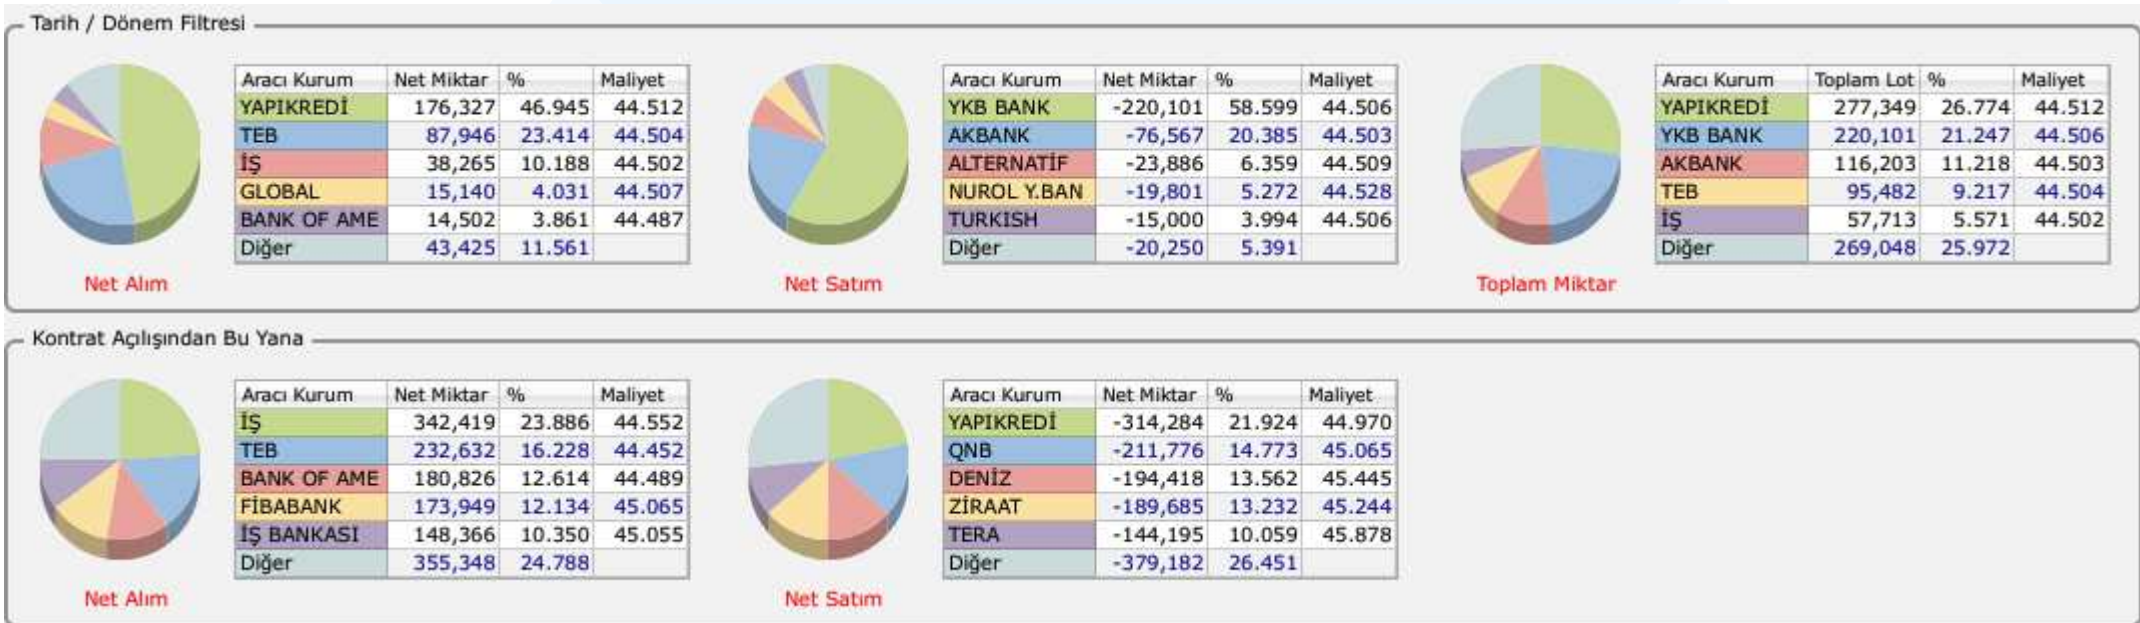 Tarih / Dönem Filtresi
Aracı Kurum Net Miktar % Maliyet
YAPIKREDİ 176,327 46.945 44.512
TEB 87,946 23.414 44.504
İŞ 38,265 10.188 44.502
GLOBAL 15,140 4.031 44.507
BANK OF AME 14,502 3.861 44.487
Diğer 43,425 11.561
Net Alım
Aracı Kurum Net Miktar % Maliyet
YKB BANK -220,101 58.599 44.506
AKBANK -76,567 20.385 44.503
ALTERNATİF -23,886 6.359 44.509
NUROL Y.BAN -19,801 5.272 44.528
TURKISH -15,000 3.994 44.506
Diğer -20,250 5.391
Net Satım
Aracı Kurum Toplam Lot % Maliyet
YAPIKREDİ 277,349 26.774 44.512
YKB BANK 220,101 21.247 44.506
AKBANK 116,203 11.218 44.503
TEB 95,482 9.217 44.504
İŞ 57,713 5.571 44.502
Diğer 269,048 25.972
Toplam Miktar
Kontrat Açılışından Bu Yana
Aracı Kurum Net Miktar % Maliyet
İŞ 342,419 23.886 44.552
TEB 232,632 16.228 44.452
BANK OF AME 180,826 12.614 44.489
FİBABANK 173,949 12.134 45.065
İŞ BANKASI 148,366 10.350 45.055
Diğer 355,348 24.788
Net Alım
Aracı Kurum Net Miktar % Maliyet
YAPIKREDİ -314,284 21.924 44.970
QNB -211,776 14.773 45.065
DENİZ -194,418 13.562 45.445
ZİRAAT -189,685 13.232 45.244
TERA -144,195 10.059 45.878
Diğer -379,182 26.451
Net Satım